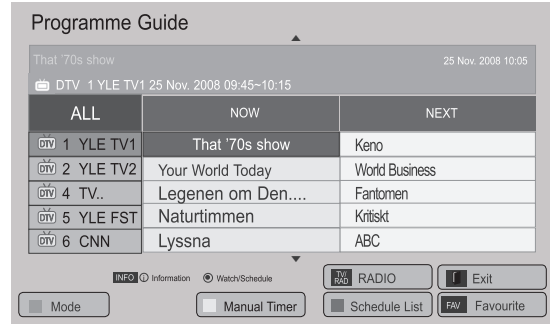 Programme Guide
That '70s show 25 Nov. 2008 10:05
DTV 1 YLE TV1 25 Nov. 2008 09:45~10:15
ALL NOW NEXT
DTV 1 YLE TV1 That '70s show Keno
DTV 2 YLE TV2 Your World Today World Business
DTV 4 TV.. Legenen om Den.... Fantomen
DTV 5 YLE FST Naturtimmen Kritiskt
DTV 6 CNN Lyssna ABC
INFO i Information Watch/Schedule TV/RAD RADIO Exit
Mode Manual Timer Schedule List FAV Favourite